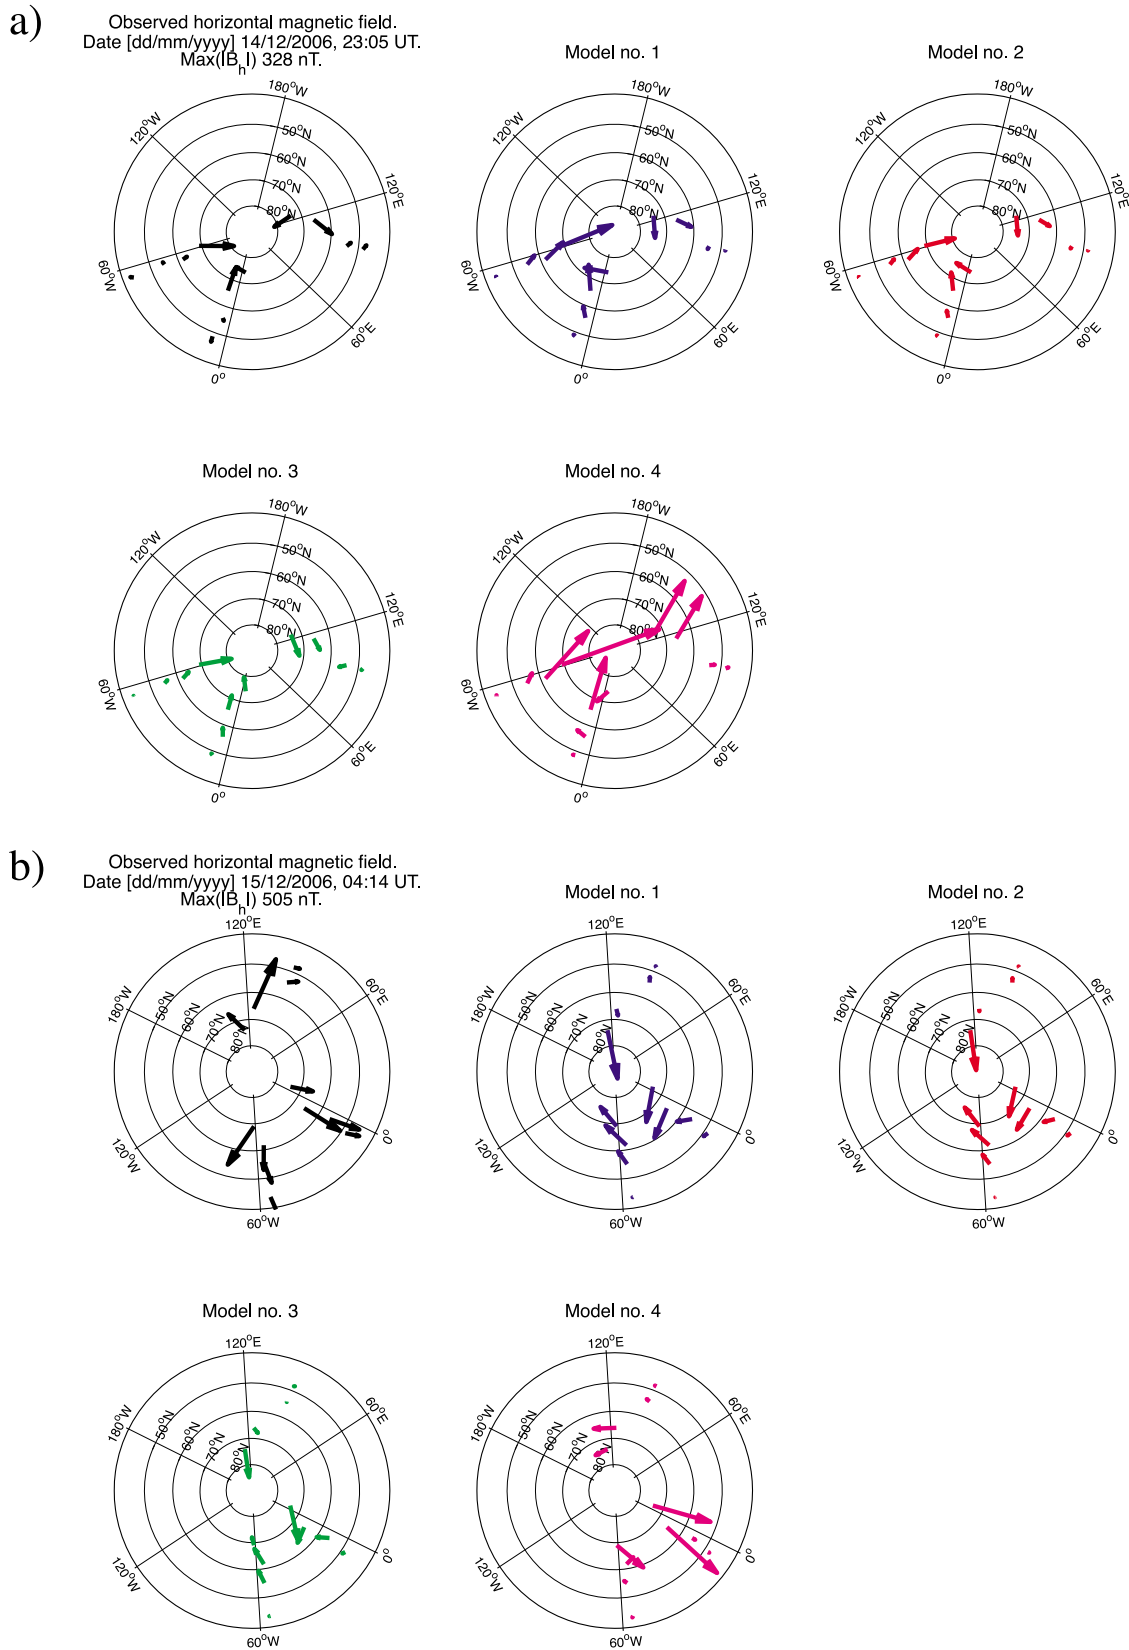 a)
Observed horizontal magnetic field.
Date [dd/mm/yyyy] 14/12/2006, 23:05 UT.
Max(|B_h|) 328 nT.
180°W
120°W
50°N
60°N
70°N
80°N
120°E
60°W
60°E
0°
Model no. 1
180°W
120°W
50°N
60°N
70°N
80°N
120°E
60°W
60°E
0°
Model no. 2
180°W
120°W
50°N
60°N
70°N
80°N
120°E
60°W
60°E
0°
Model no. 3
180°W
120°W
50°N
60°N
70°N
80°N
120°E
60°W
60°E
0°
Model no. 4
180°W
120°W
50°N
60°N
70°N
80°N
120°E
60°W
60°E
0°
b)
Observed horizontal magnetic field.
Date [dd/mm/yyyy] 15/12/2006, 04:14 UT.
Max(|B_h|) 505 nT.
120°E
60°E
180°W
50°N
60°N
70°N
80°N
0°
120°W
60°W
Model no. 1
120°E
60°E
180°W
50°N
60°N
70°N
80°N
0°
120°W
60°W
Model no. 2
120°E
60°E
180°W
50°N
60°N
70°N
80°N
0°
120°W
60°W
Model no. 3
120°E
60°E
180°W
50°N
60°N
70°N
80°N
0°
120°W
60°W
Model no. 4
120°E
60°E
180°W
50°N
60°N
70°N
80°N
0°
120°W
60°W